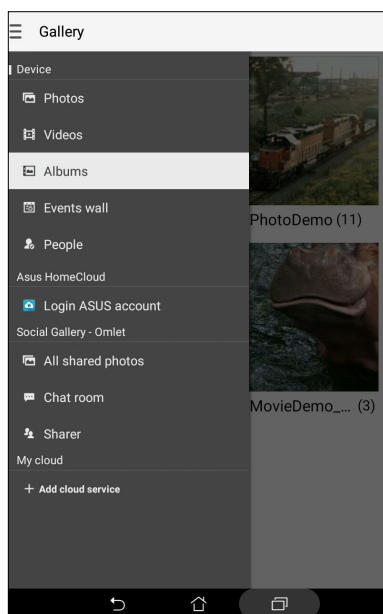 Gallery
Device
Photos
Videos
Albums
Events wall
People
Asus HomeCloud
Login ASUS account
Social Gallery - Omlet
All shared photos
Chat room
Sharer
My cloud
+ Add cloud service
PhotoDemo (11)
MovieDemo_... (3)